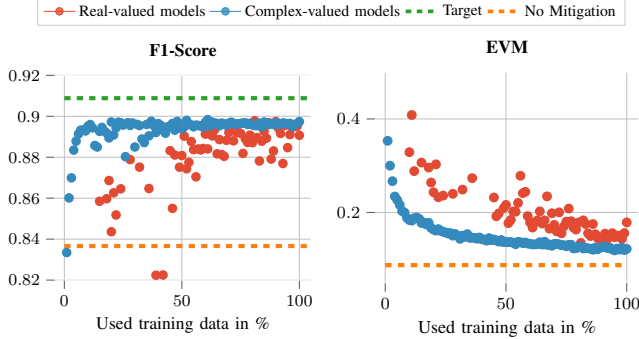 Real-valued models Complex-valued models Target No Mitigation
F1-Score
0.92
0.9
0.88
0.86
0.84
0.82
0 50 100
Used training data in %
EVM
0.4
0.2
0 50 100
Used training data in %